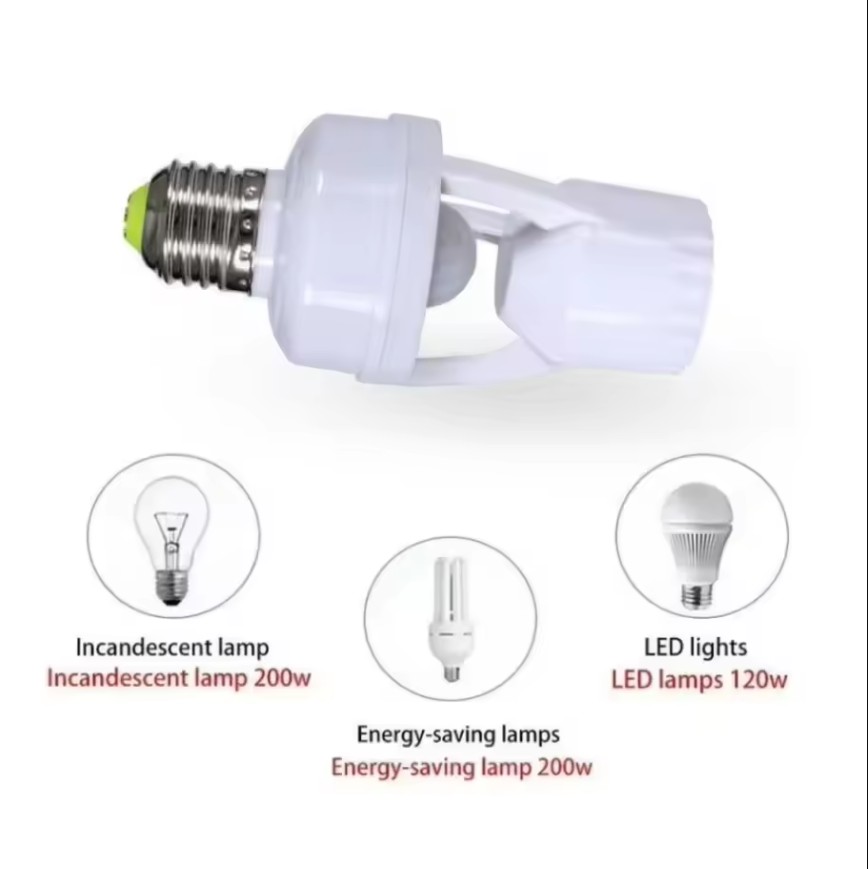 Incandescent lamp
Incandescent lamp 200w
Energy-saving lamps
Energy-saving lamp 200w
LED lights
LED lamps 120w